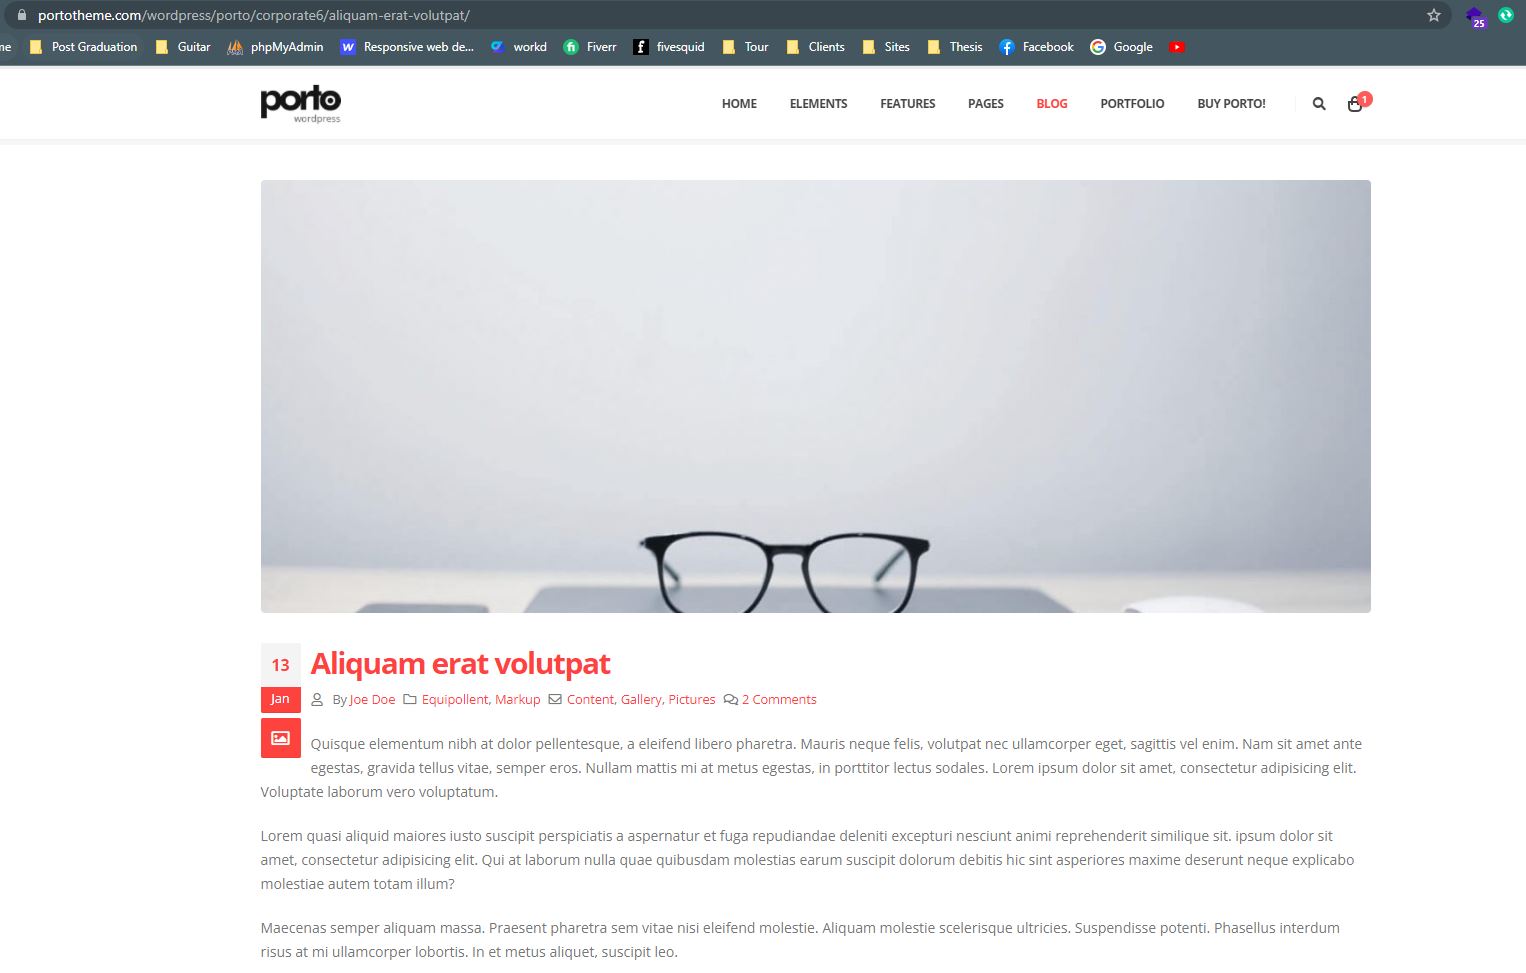 portotheme.com/wordpress/porto/corporate6/aliquam-erat-volutpat/
25
me Post Graduation Guitar phpMyAdmin W Responsive web de... workd fi Fiverr f fivesquid Tour Clients Sites Thesis Facebook Google
porto
wordpress
HOME ELEMENTS FEATURES PAGES BLOG PORTFOLIO BUY PORTO! 1
13
Jan
Aliquam erat volutpat
By Joe Doe Equipollent, Markup Content, Gallery, Pictures 2 Comments
Quisque elementum nibh at dolor pellentesque, a eleifend libero pharetra. Mauris neque felis, volutpat nec ullamcorper eget, sagittis vel enim. Nam sit amet ante
egestas, gravida tellus vitae, semper eros. Nullam mattis mi at metus egestas, in porttitor lectus sodales. Lorem ipsum dolor sit amet, consectetur adipisicing elit.
Voluptate laborum vero voluptatum.
Lorem quasi aliquid maiores iusto suscipit perspiciatis a aspernatur et fuga repudiandae deleniti excepturi nesciunt animi reprehenderit similique sit. ipsum dolor sit
amet, consectetur adipisicing elit. Qui at laborum nulla quae quibusdam molestias earum suscipit dolorum debitis hic sint asperiores maxime deserunt neque explicabo
molestiae autem totam illum?
Maecenas semper aliquam massa. Praesent pharetra sem vitae nisi eleifend molestie. Aliquam molestie scelerisque ultricies. Suspendisse potenti. Phasellus interdum
risus at mi ullamcorper lobortis. In et metus aliquet, suscipit leo.